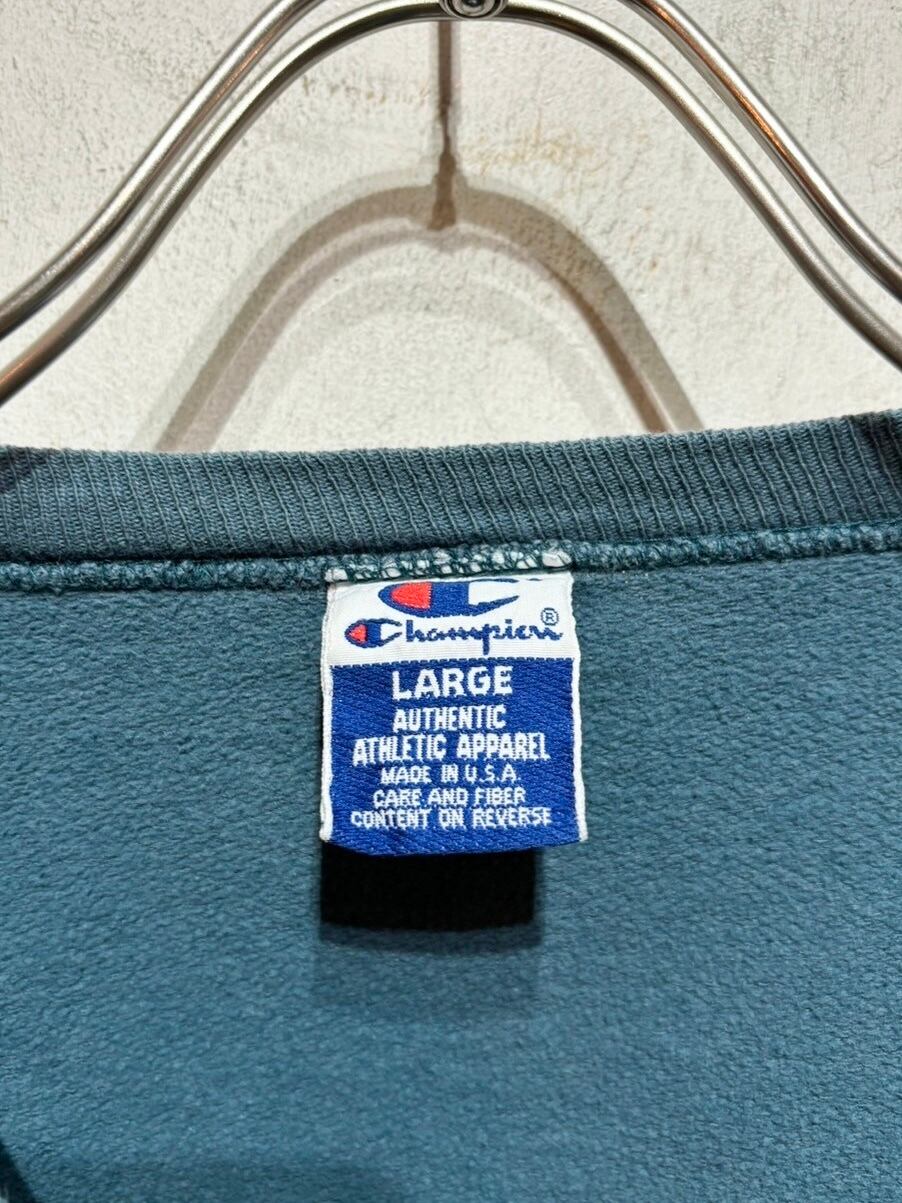 Champion®
LARGE
AUTHENTIC
ATHLETIC APPAREL
MADE IN U.S.A.
CARE AND FIBER
CONTENT ON REVERSE